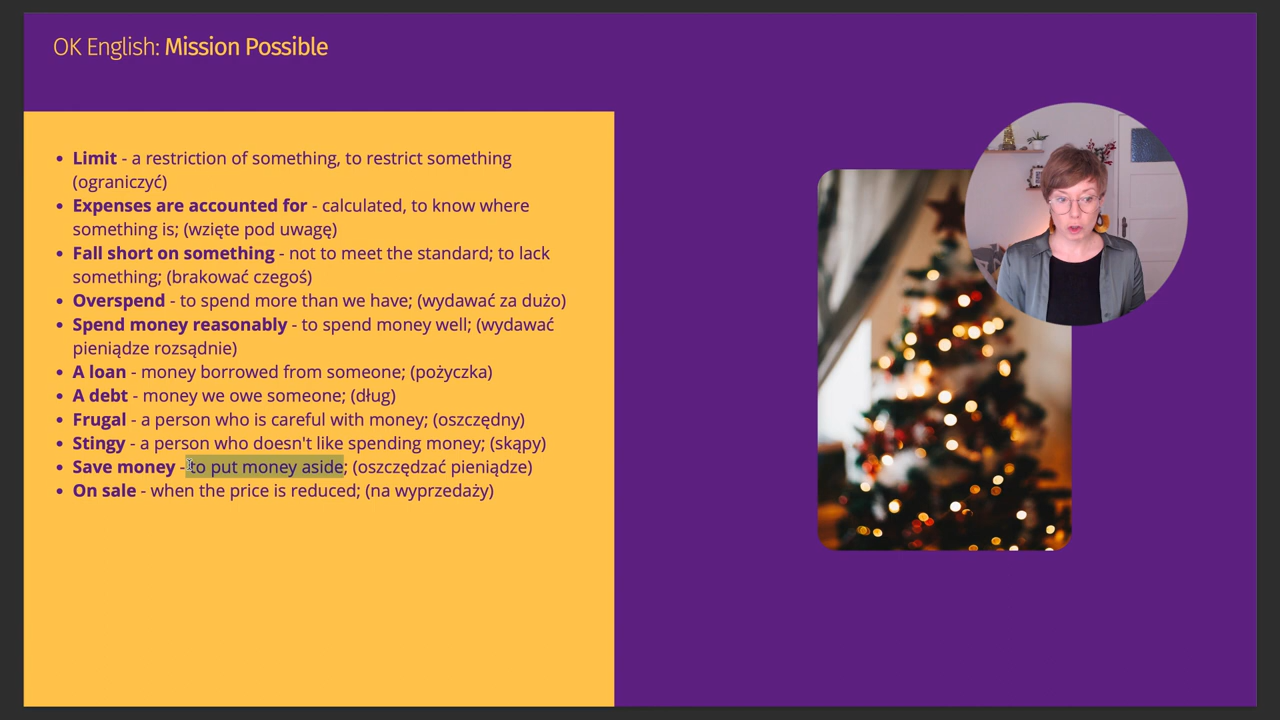 OK English: Mission Possible
• Limit - a restriction of something, to restrict something
(ograniczyć)
• Expenses are accounted for - calculated, to know where
something is; (wzięte pod uwagę)
• Fall short on something - not to meet the standard; to lack
something; (brakować czegoś)
• Overspend - to spend more than we have; (wydawać za dużo)
• Spend money reasonably - to spend money well; (wydawać
pieniądze rozsądnie)
• A loan - money borrowed from someone; (pożyczka)
• A debt - money we owe someone; (dług)
• Frugal - a person who is careful with money; (oszczędny)
• Stingy - a person who doesn't like spending money; (skąpy)
• Save money - to put money aside; (oszczędzać pieniądze)
• On sale - when the price is reduced; (na wyprzedaży)